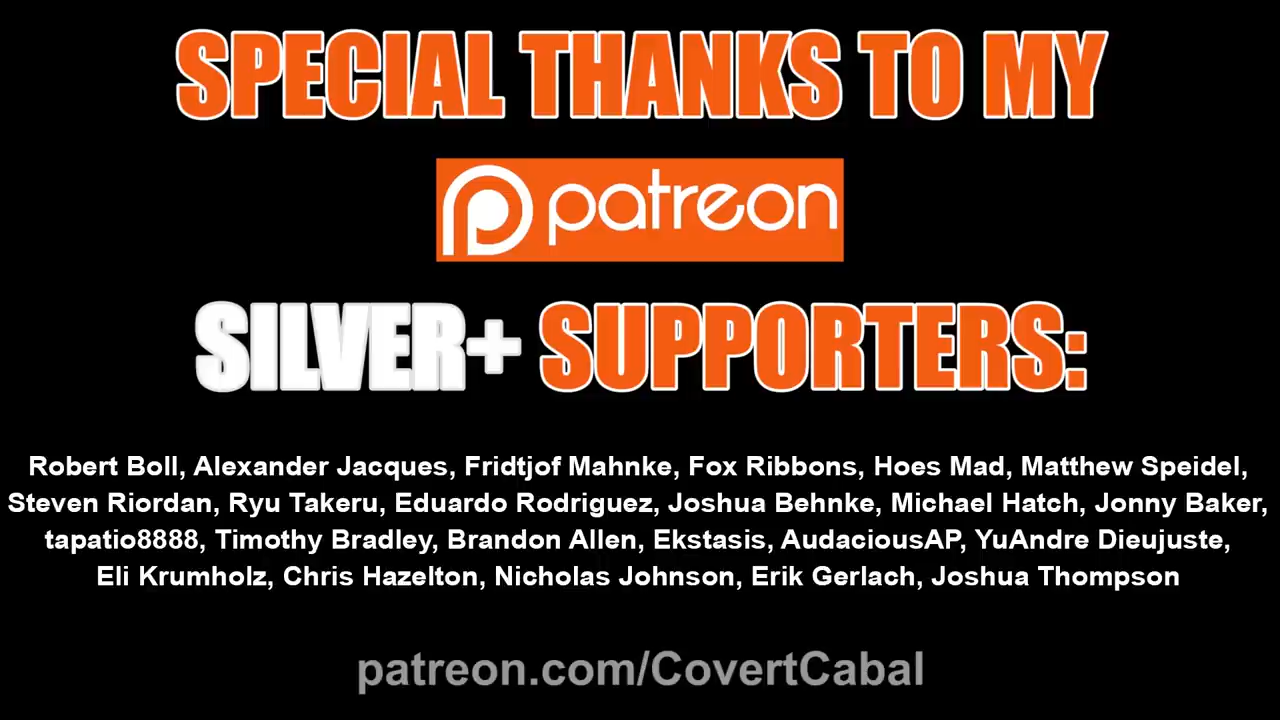 SPECIAL THANKS TO MY
patreon
SILVER+ SUPPORTERS:
Robert Boll, Alexander Jacques, Fridtjof Mahnke, Fox Ribbons, Hoes Mad, Matthew Speidel,
Steven Riordan, Ryu Takeru, Eduardo Rodriguez, Joshua Behnke, Michael Hatch, Jonny Baker,
tapatio8888, Timothy Bradley, Brandon Allen, Ekstasis, AudaciousAP, YuAndre Dieujuste,
Eli Krumholz, Chris Hazelton, Nicholas Johnson, Erik Gerlach, Joshua Thompson
patreon.com/CovertCabal